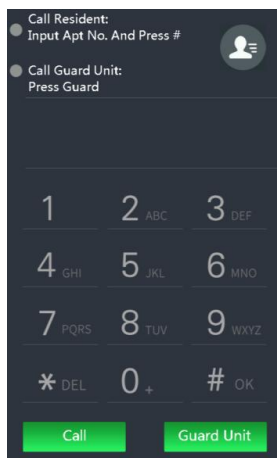 Call Resident:
Input Apt No. And Press #
Call Guard Unit:
Press Guard
1 2 ABC 3 DEF
4 GHI 5 JKL 6 MNO
7 PQRS 8 TUV 9 WXYZ
* DEL 0 + # OK
Call Guard Unit